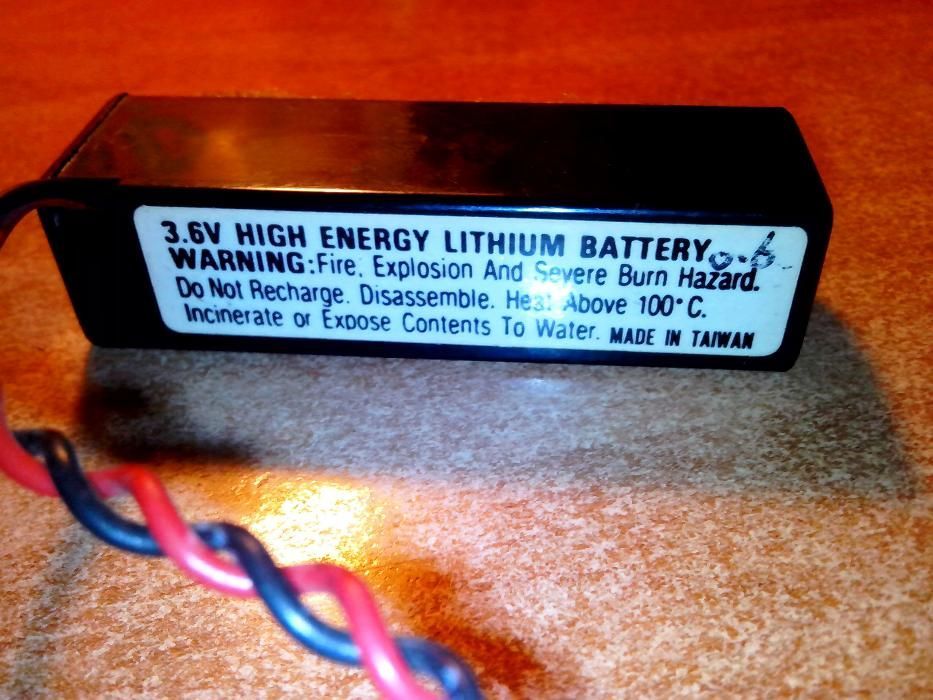 3.6V HIGH ENERGY LITHIUM BATTERY
0.6
WARNING:Fire, Explosion And Severe Burn Hazard.
Do Not Recharge. Disassemble. Heat Above 100°C.
Incinerate or Expose Contents To Water. MADE IN TAIWAN